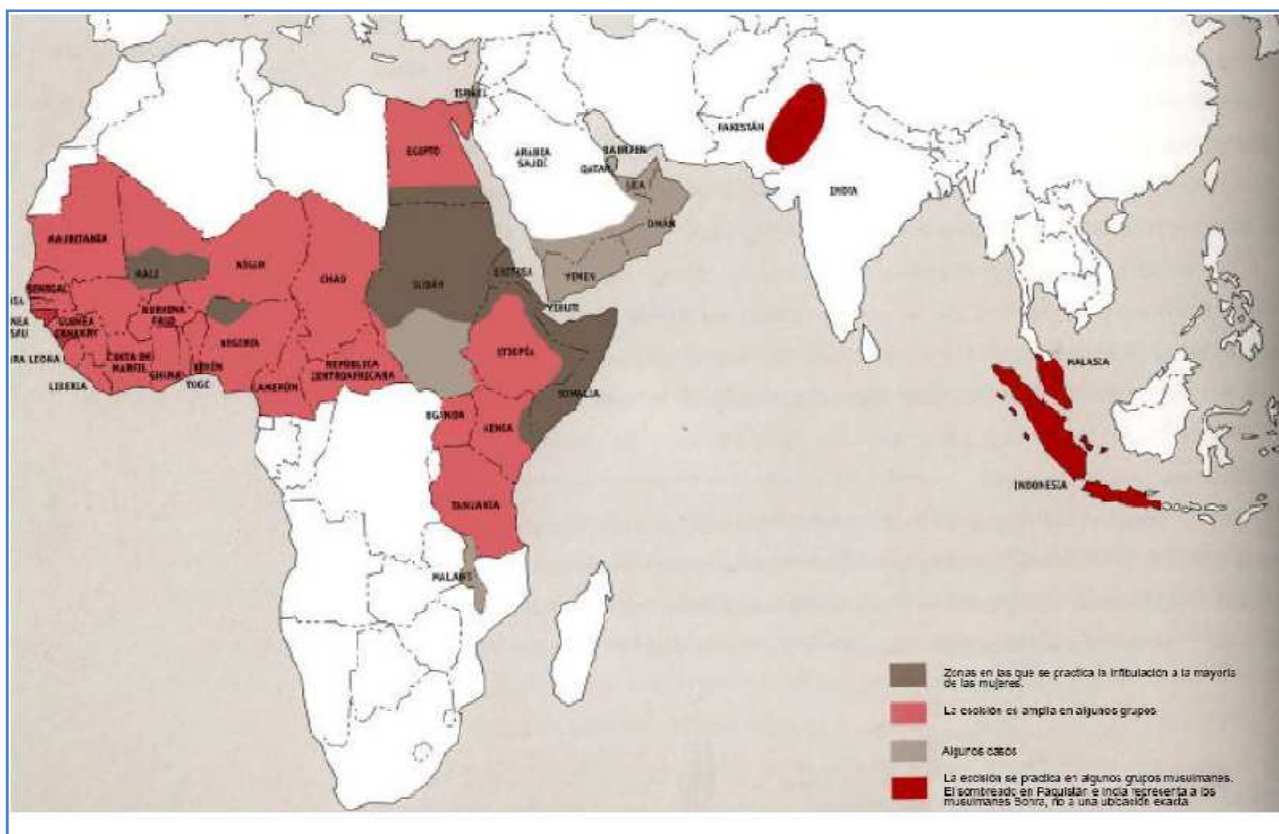 ISRAEL
EGIPTO
PAKISTÁN
ARABIA
SAUDÍ
BAHREIN
QATAR
UEA
INDIA
OMAN
MAURITANIA
MALI
NIGER
CHAD
SUDÁN
ERITREA
YEMEN
SENEGAL
YIBUTI
BURKINA
FASO
GUINEA
CONAKRY
NIGERIA
ETIOPÍA
COSTA DE
MARFIL
GHANA
BENÍN
TOGO
REPÚBLICA
CENTROAFRICANA
LIBERIA
CAMERÚN
SOMALIA
MALASIA
UGANDA
KENIA
INDONESIA
TANZANIA
MALAWI
Zonas en las que se practica la infibulación a la mayoría
de las mujeres.
La escisión es amplia en algunos grupos
Algunos casos
La excisión se practica en algunos grupos musulmanes.
El sombreado en Paquistán e India representa a los
musulmanes Bohra, no a una ubicación exacta